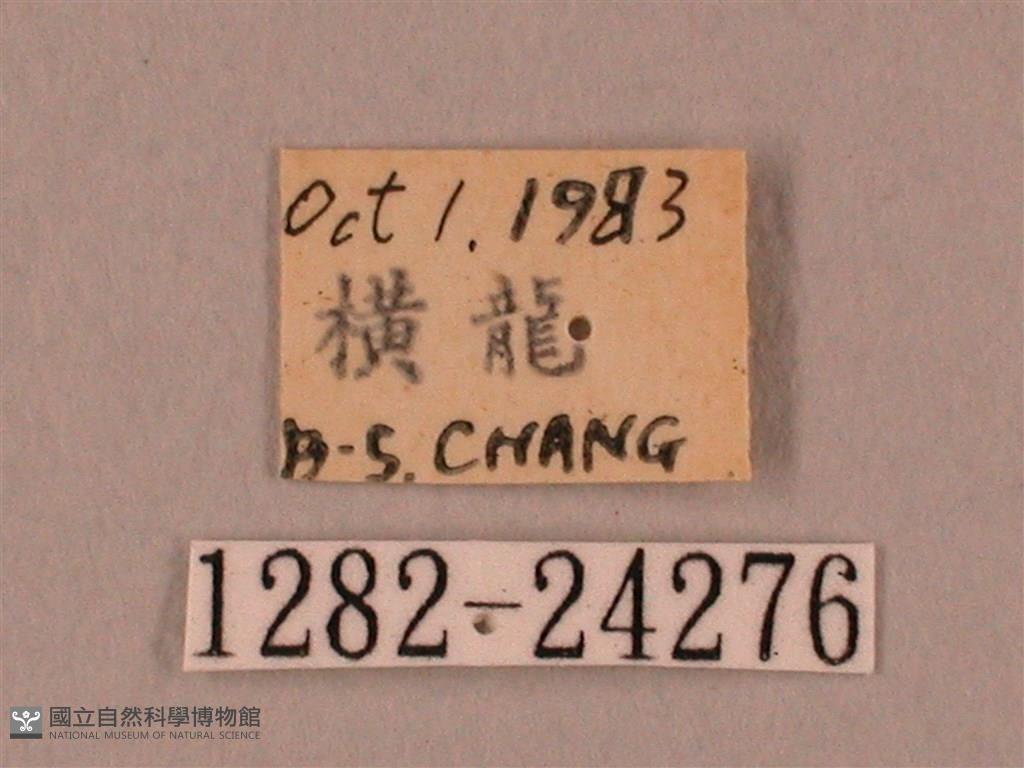 Oct 1. 1983
橫龍
B-S. CHANG
1282-24276
國立自然科學博物館
NATIONAL MUSEUM OF NATURAL SCIENCE